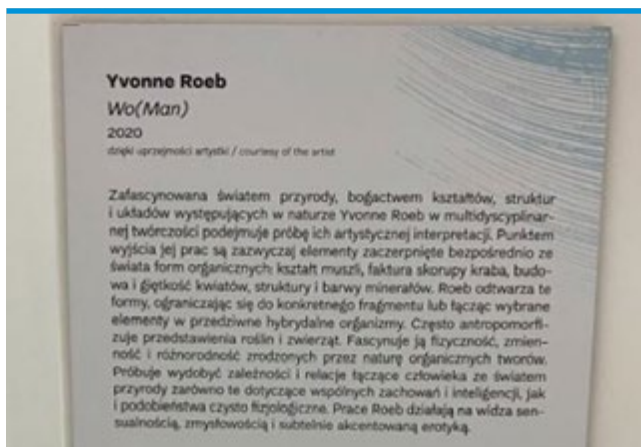 Yvonne Roeb
Wo(Man)
2020
dzięki uprzejmości artystki / courtesy of the artist
Zafascynowana światem przyrody, bogactwem kształtów, struktur
i układów występujących w naturze Yvonne Roeb w multidyscyplinar-
nej twórczości podejmuje próbę ich artystycznej interpretacji. Punktem
wyjścia jej prac są zazwyczaj elementy zaczerpnięte bezpośrednio ze
świata form organicznych: kształt muszli, faktura skorupy kraba, budo-
wa i giętkość kwiatów, struktury i barwy minerałów. Roeb odtwarza te
formy, ograniczając się do konkretnego fragmentu lub łącząc wybrane
elementy w przedziwne hybrydalne organizmy. Często antropomorfi-
zuje przedstawienia roślin i zwierząt. Fascynuje ją fizyczność, zmien-
ność i różnorodność zrodzonych przez naturę organicznych tworów.
Próbuje wydobyć zależności i relacje łączące człowieka ze światem
przyrody zarówno te dotyczące wspólnych zachowań i inteligencji, jak
i podobieństwa czysto fizjologiczne. Prace Roeb działają na widza sen-
sualnością, zmysłowością i subtelnie akcentowaną erotyką.